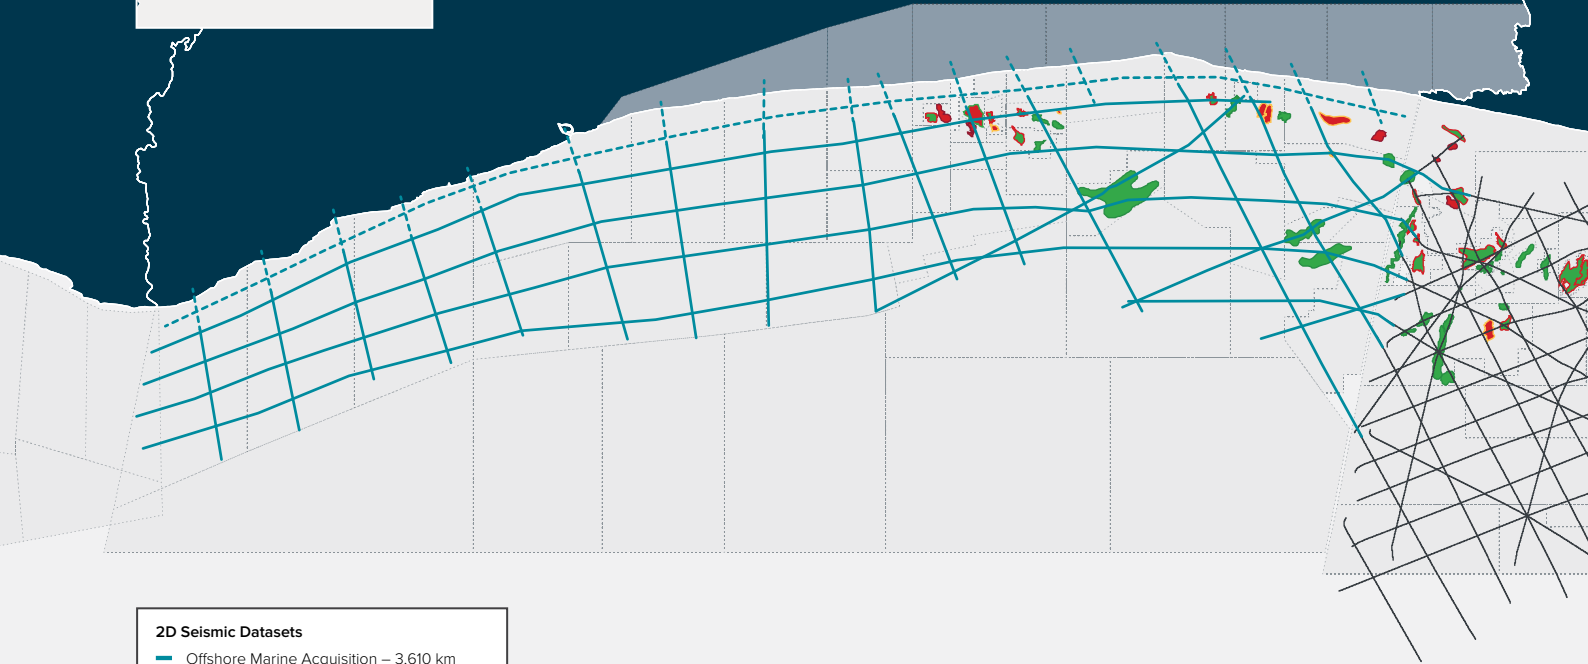 2D Seismic Datasets
Offshore Marine Acquisition – 3,610 km